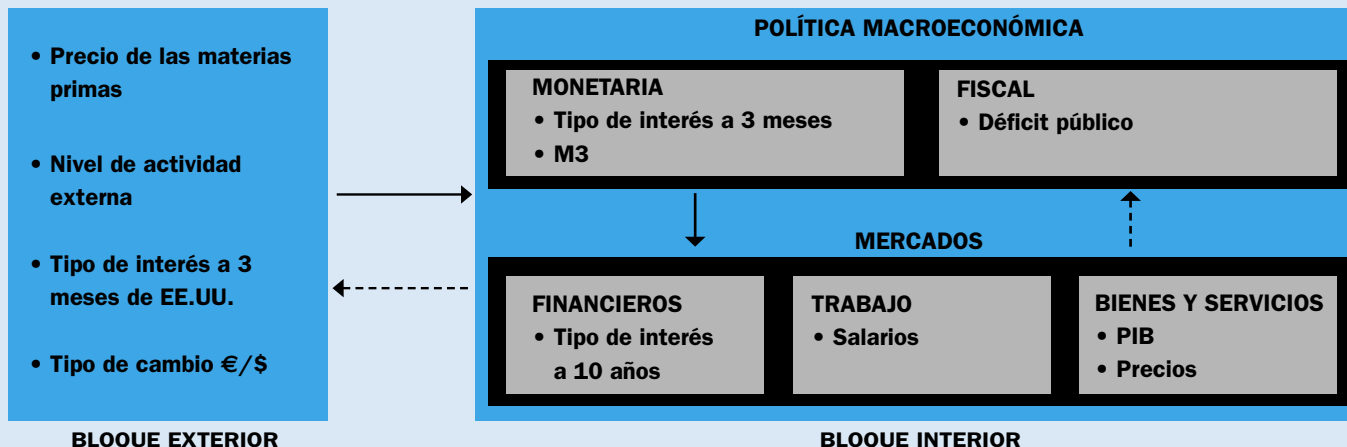 • Precio de las materias
primas
• Nivel de actividad
externa
• Tipo de interés a 3
meses de EE.UU.
• Tipo de cambio €/$
BLOQUE EXTERIOR
POLÍTICA MACROECONÓMICA
MONETARIA
• Tipo de interés a 3 meses
• M3
FISCAL
• Déficit público
MERCADOS
FINANCIEROS
• Tipo de interés
a 10 años
TRABAJO
• Salarios
BIENES Y SERVICIOS
• PIB
• Precios
BLOQUE INTERIOR